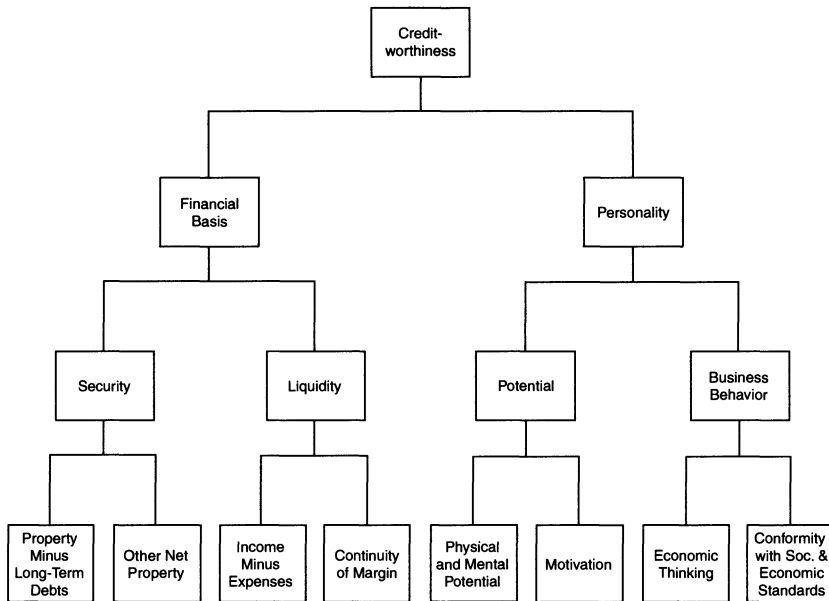 Credit-
worthiness
Financial
Basis
Personality
Security
Liquidity
Potential
Business
Behavior
Property
Minus
Long-Term
Debts
Other Net
Property
Income
Minus
Expenses
Continuity
of Margin
Physical
and Mental
Potential
Motivation
Economic
Thinking
Conformity
with Soc. &
Economic
Standards